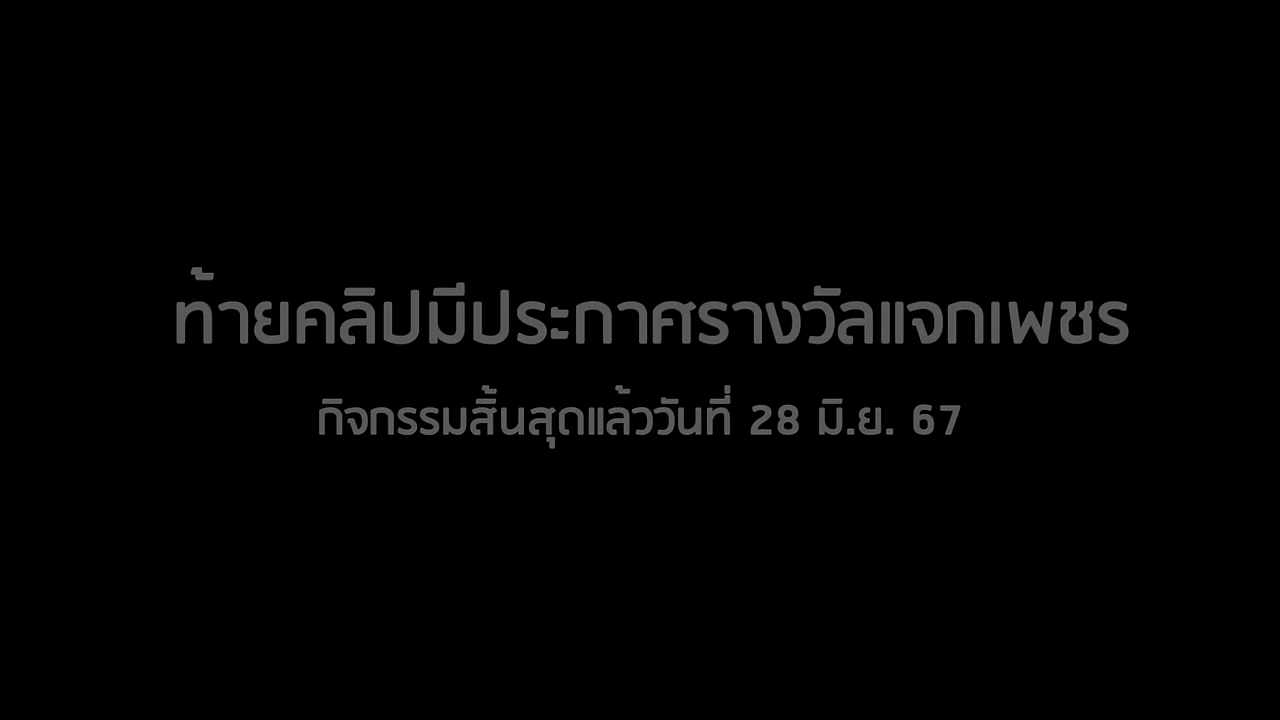 ท้ายคลิปมีประกาศรางวัลแจกเพชร
กิจกรรมสิ้นสุดแล้ววันที่ 28 มิ.ย. 67